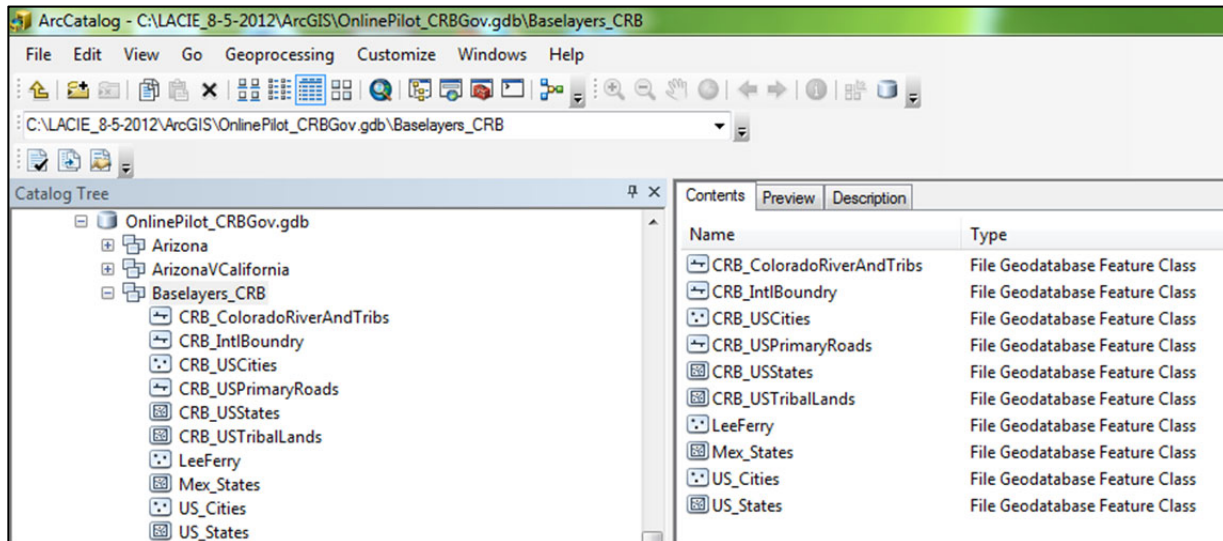 ArcCatalog - C:\LACIE_8-5-2012\ArcGIS\OnlinePilot_CRBGov.gdb\Baselayers_CRB
File Edit View Go Geoprocessing Customize Windows Help
C:\LACIE_8-5-2012\ArcGIS\OnlinePilot_CRBGov.gdb\Baselayers_CRB
Catalog Tree
OnlinePilot_CRBGov.gdb
Arizona
ArizonaVCalifornia
Baselayers_CRB
CRB_ColoradoRiverAndTribs
CRB_IntlBoundry
CRB_USCities
CRB_USPrimaryRoads
CRB_USStates
CRB_USTribalLands
LeeFerry
Mex_States
US_Cities
US_States
Contents Preview Description
Name Type
CRB_ColoradoRiverAndTribs File Geodatabase Feature Class
CRB_IntlBoundry File Geodatabase Feature Class
CRB_USCities File Geodatabase Feature Class
CRB_USPrimaryRoads File Geodatabase Feature Class
CRB_USStates File Geodatabase Feature Class
CRB_USTribalLands File Geodatabase Feature Class
LeeFerry File Geodatabase Feature Class
Mex_States File Geodatabase Feature Class
US_Cities File Geodatabase Feature Class
US_States File Geodatabase Feature Class